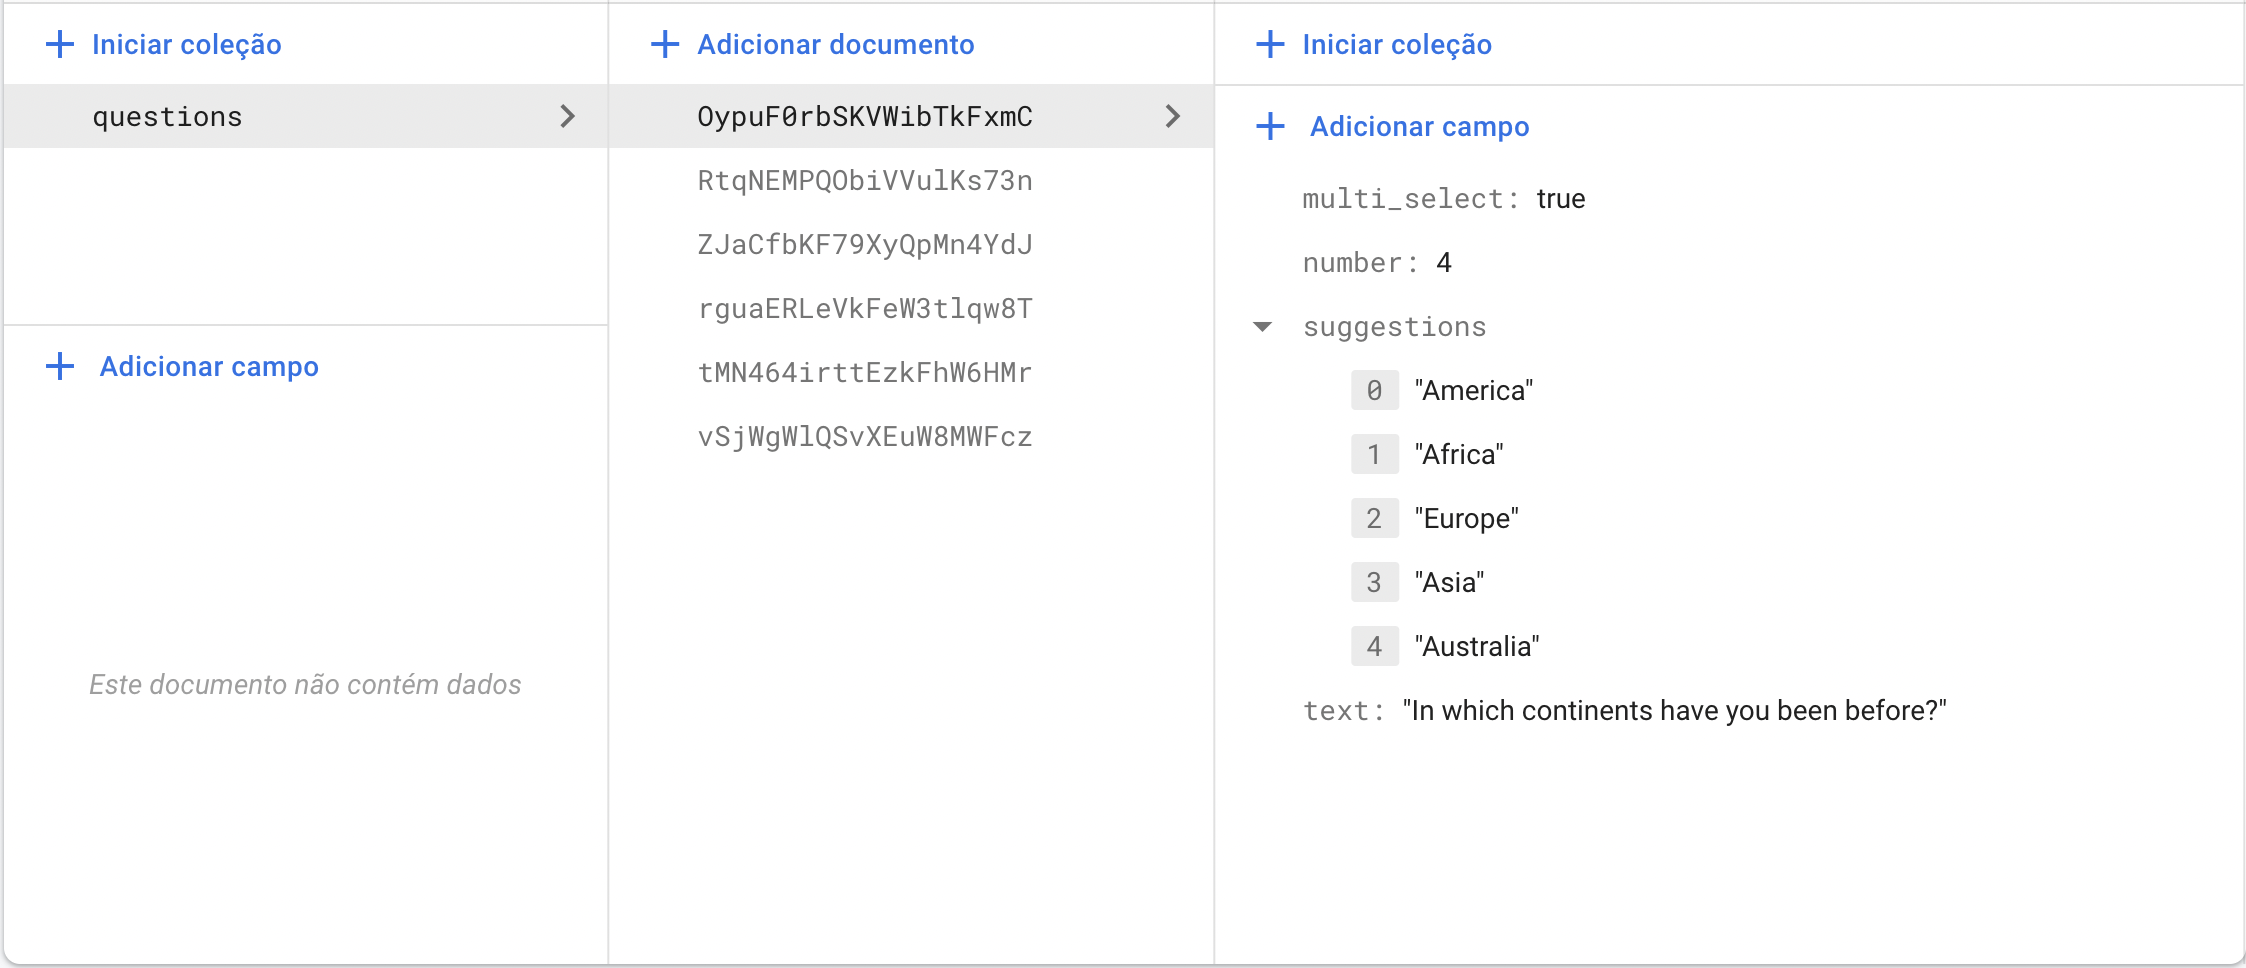 Iniciar coleção
questions
Adicionar campo
Este documento não contém dados
Adicionar documento
OypuF0rbSKVWibTkFxmC
RtqNEMPQObiVVulKs73n
ZJaCfbKF79XyQpMn4YdJ
rguaERLeVkFeW3tlqw8T
tMN464irttEzkFhW6HMr
vSjWgWlQSvXEuW8MWFcz
Iniciar coleção
Adicionar campo
multi_select: true
number: 4
suggestions
0 "America"
1 "Africa"
2 "Europe"
3 "Asia"
4 "Australia"
text: "In which continents have you been before?"